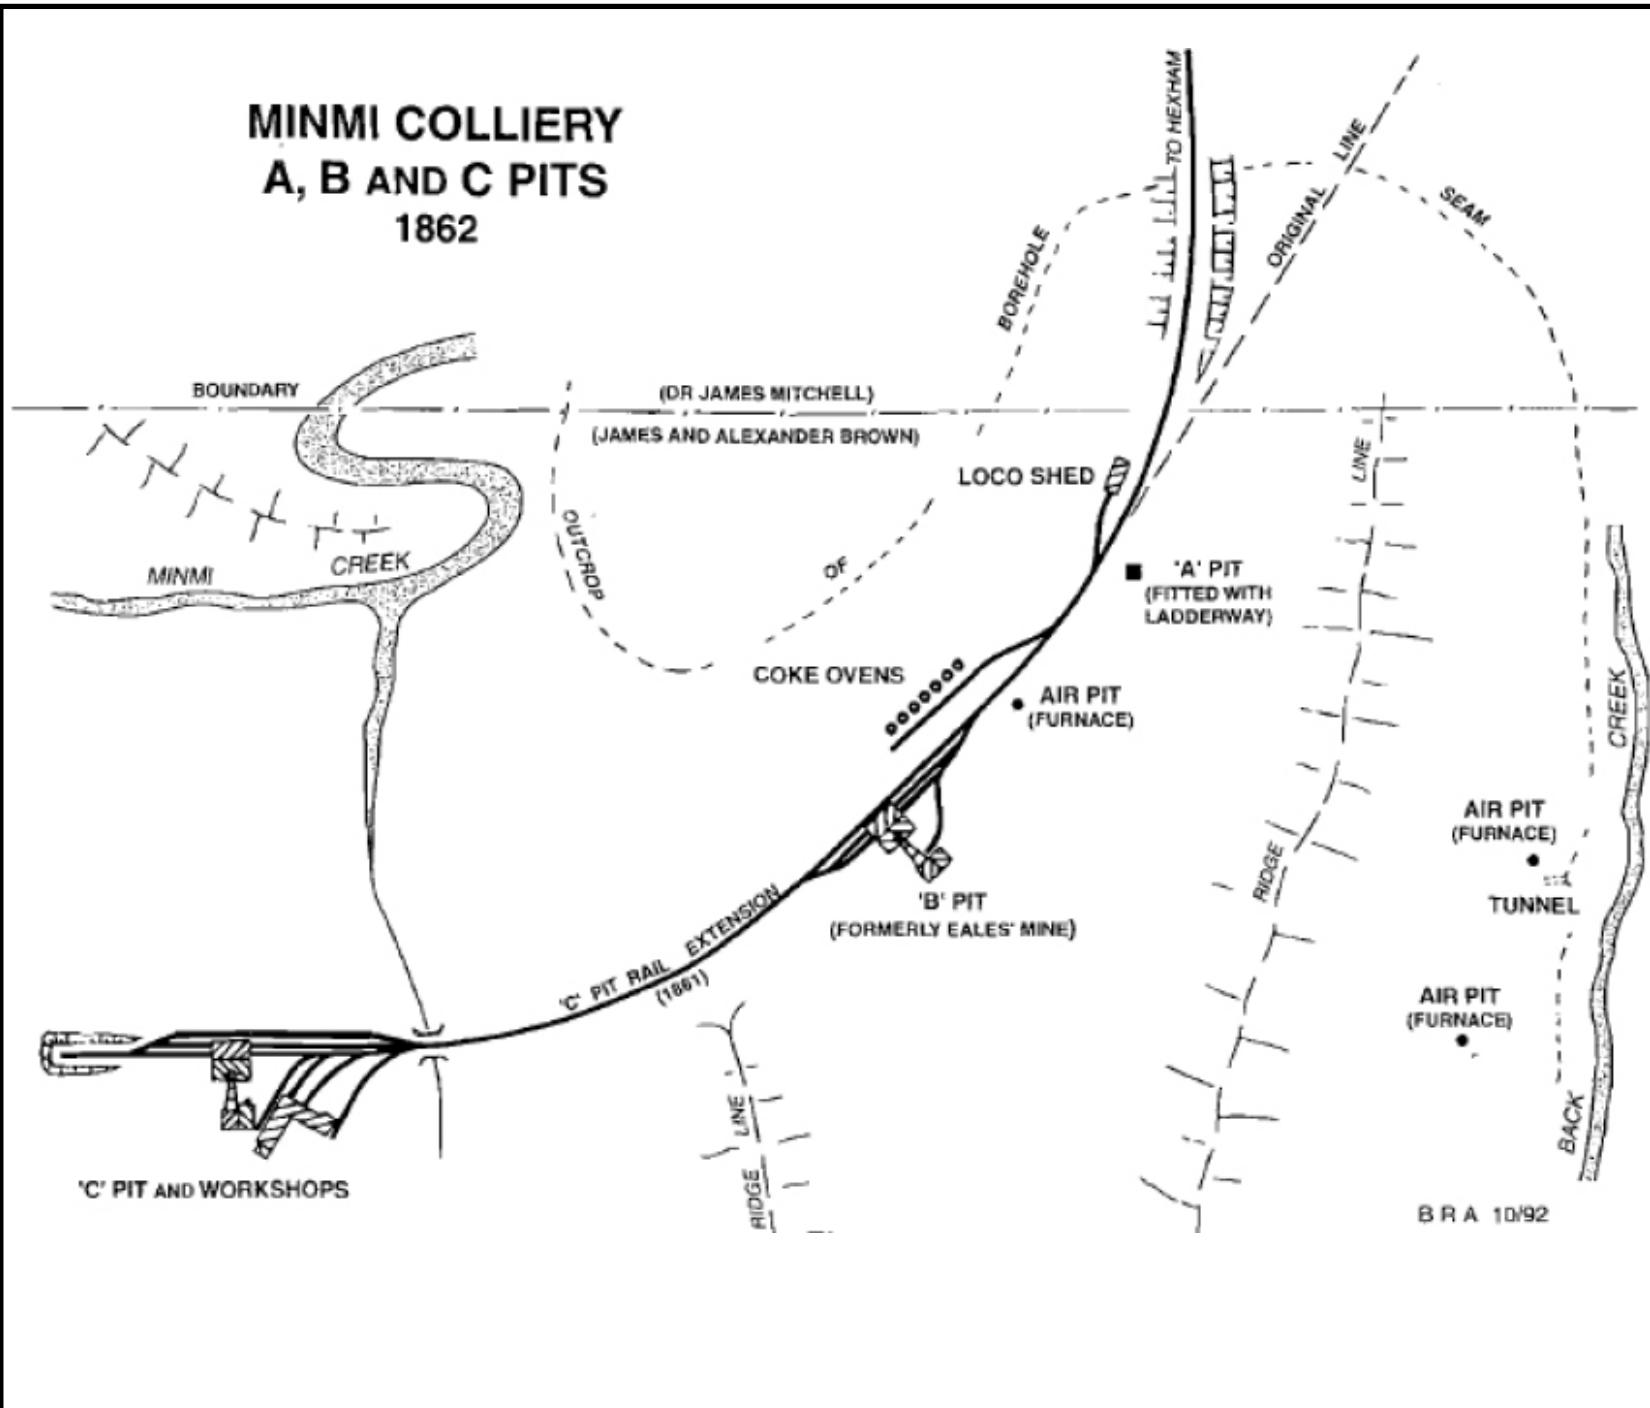 MINMI COLLIERY
A, B AND C PITS
1862
TO HEXHAM
ORIGINAL LINE
BOREHOLE
SEAM
BOUNDARY
(DR JAMES MITCHELL)
(JAMES AND ALEXANDER BROWN)
LINE
LOCO SHED
OUTCROP
OF
MINMI CREEK
'A' PIT
(FITTED WITH
LADDERWAY)
COKE OVENS
AIR PIT
(FURNACE)
CREEK
AIR PIT
(FURNACE)
RIDGE
TUNNEL
'B' PIT
(FORMERLY EALES' MINE)
'C' PIT RAIL EXTENSION
(1861)
AIR PIT
(FURNACE)
BACK
RIDGE LINE
'C' PIT AND WORKSHOPS
B R A 10/92